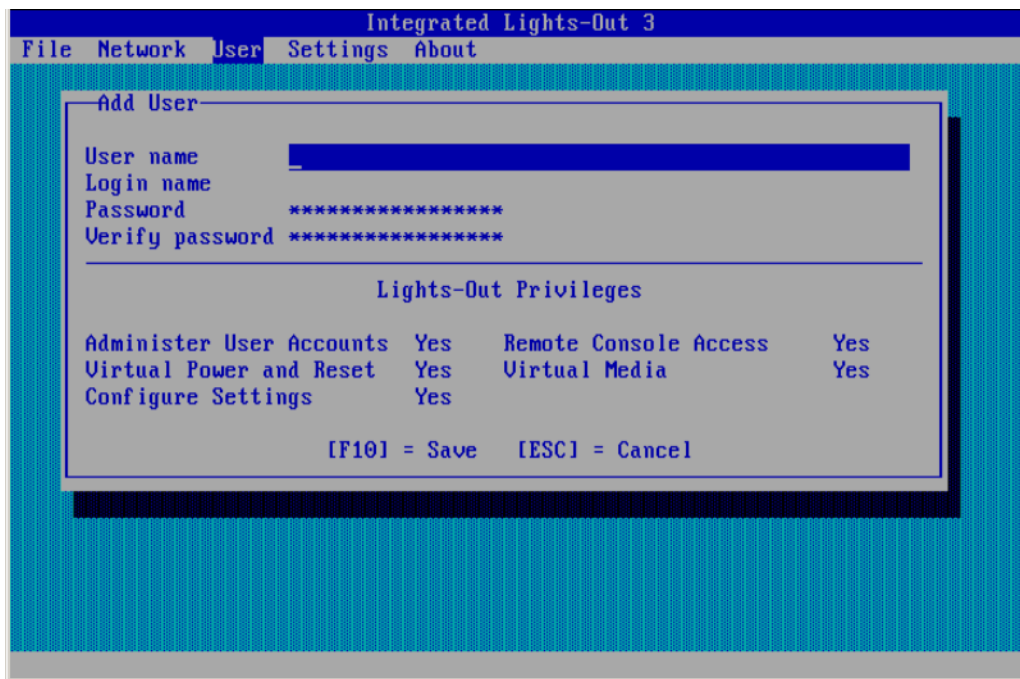 Integrated Lights-Out 3
File Network User Settings About
Add User
User name
Login name
Password *****************
Verify password *****************
Lights-Out Privileges
Administer User Accounts Yes Remote Console Access Yes
Virtual Power and Reset Yes Virtual Media Yes
Configure Settings Yes
[F10] = Save [ESC] = Cancel